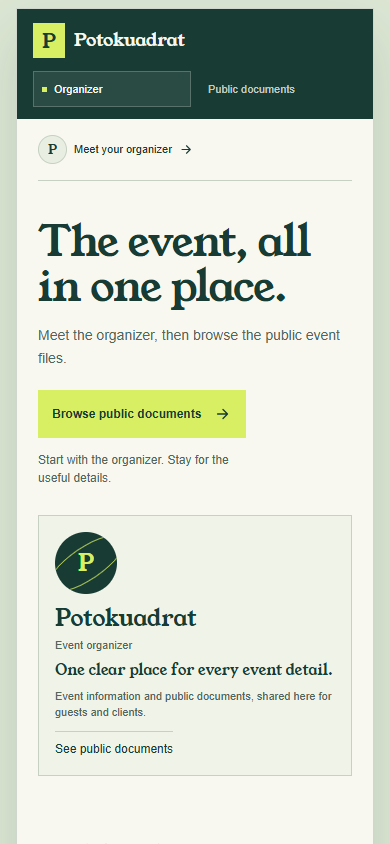 P Potokuadrat
Organizer Public documents
P Meet your organizer →
The event, all
in one place.
Meet the organizer, then browse the public event
files.
Browse public documents →
Start with the organizer. Stay for the
useful details.
P
Potokuadrat
Event organizer
One clear place for every event detail.
Event information and public documents, shared here for
guests and clients.
See public documents